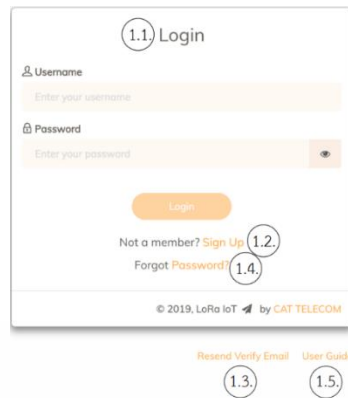 1.1. Login
Username
Enter your username
Password
Enter your password
Login
Not a member? Sign Up 1.2.
Forgot Password? 1.4.
© 2019, LoRa IoT by CAT TELECOM
Resend Verify Email User Guid
1.3. 1.5.